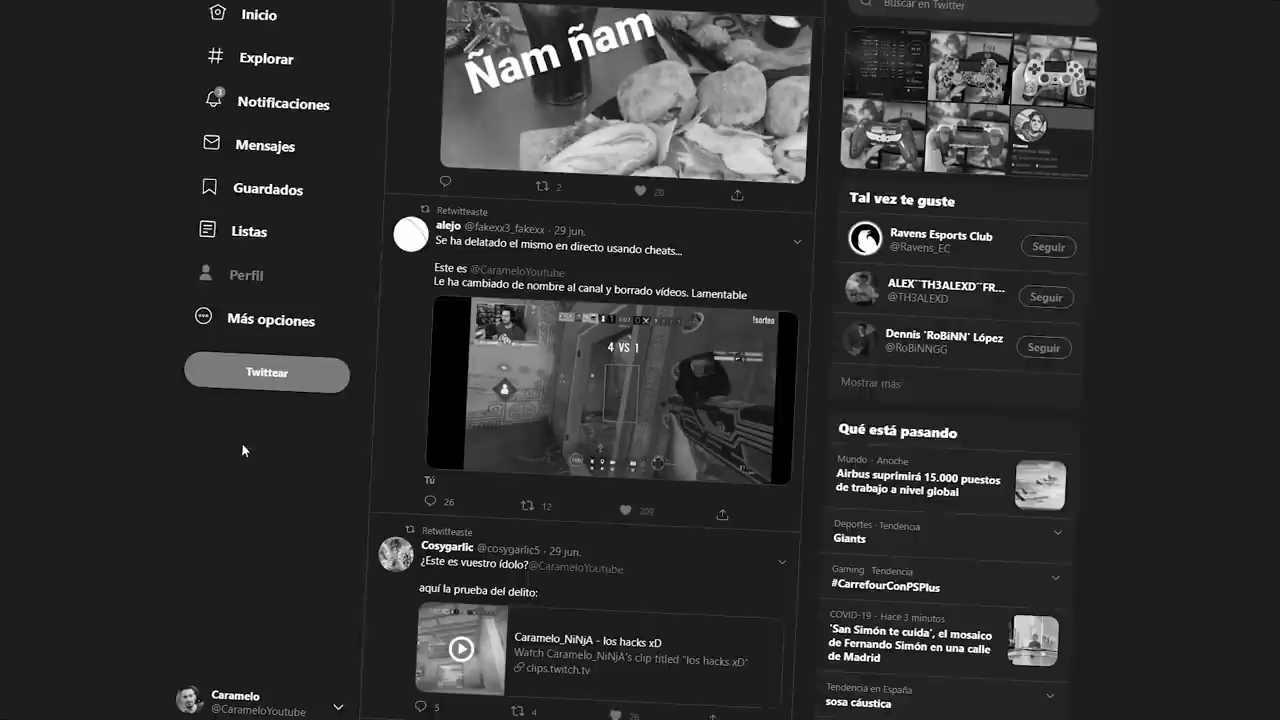 Inicio
Explorar
3
Notificaciones
Mensajes
Guardados
Listas
Perfil
Más opciones
Twittear
Caramelo
@CarameloYoutube
Ñam ñam
2
20
Retwitteaste
alejo @fakexx3_fakexx · 29 jun.
Se ha delatado el mismo en directo usando cheats...
Este es @CarameloYoutube
Le ha cambiado de nombre al canal y borrado vídeos. Lamentable
!sorteo
4 VS 1
Tú
26
12
209
Retwitteaste
Cosygarlic @cosygarlic5 · 29 jun.
¿Este es vuestro ídolo?@CarameloYoutube
aquí la prueba del delito:
Caramelo_NiNjA - los hacks xD
Watch Caramelo_NiNjA's clip titled "los hacks xD"
clips.twitch.tv
5
4
26
Buscar en Twitter
Tal vez te guste
Ravens Esports Club
@Ravens_EC
Seguir
ALEX¨TH3ALEXD¨FR...
@TH3ALEXD
Seguir
Dennis 'RoBiNN' López
@RoBiNNGG
Seguir
Mostrar más
Qué está pasando
Mundo · Anoche
Airbus suprimirá 15.000 puestos
de trabajo a nivel global
Deportes · Tendencia
Giants
Gaming · Tendencia
#CarrefourConPSPlus
COVID-19 · Hace 3 minutos
'San Simón te cuida', el mosaico
de Fernando Simón en una calle
de Madrid
Tendencia en España
sosa cáustica